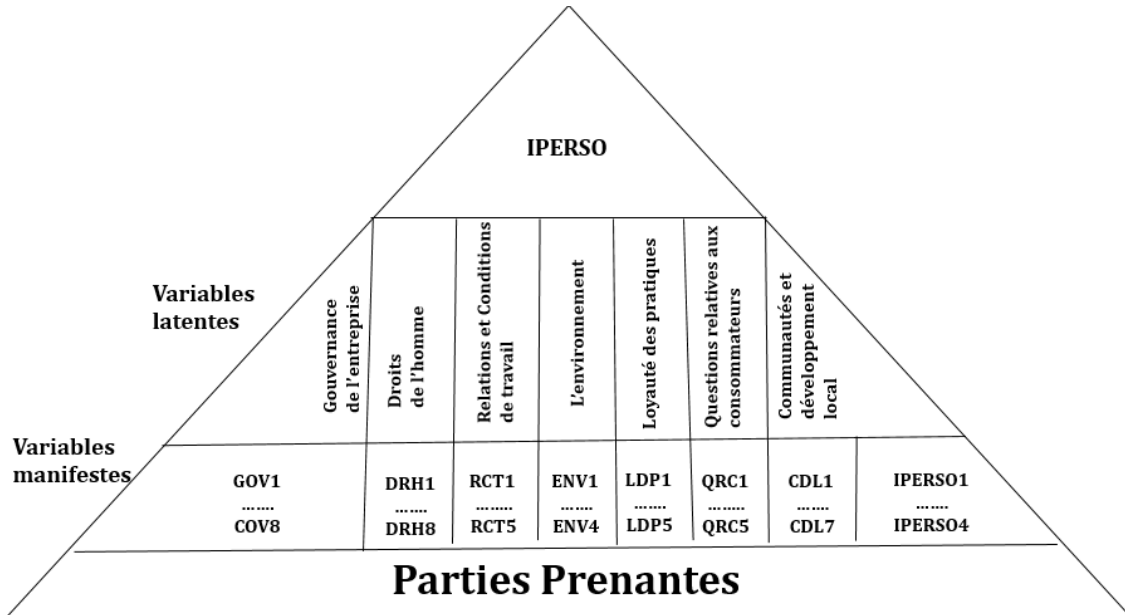 IPERSO
Variables
latentes
Gouvernance
de l'entreprise
Droits
de l'homme
Relations et Conditions
de travail
L'environnement
Loyauté des pratiques
Questions relatives aux
consommateurs
Communautés et
développement
local
Variables
manifestes
GOV1
.......
COV8
DRH1
.......
DRH8
RCT1
........
RCT5
ENV1
.......
ENV4
LDP1
.......
LDP5
QRC1
........
QRC5
CDL1
.......
CDL7
IPERSO1
.......
IPERSO4
Parties Prenantes